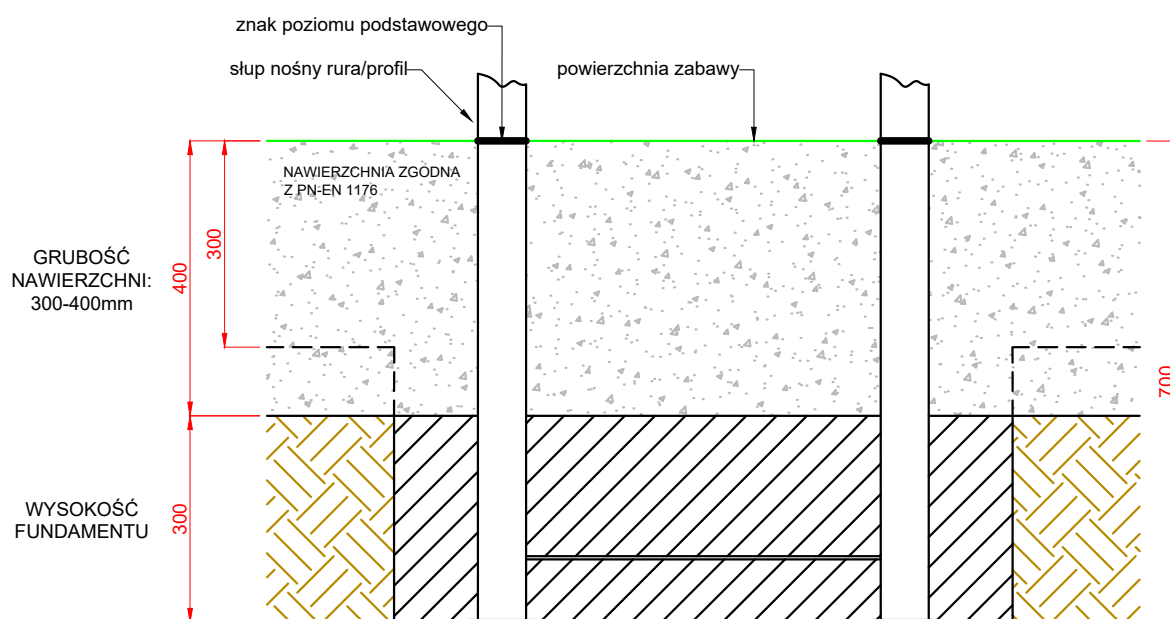 znak poziomu podstawowego
słup nośny rura/profil
powierzchnia zabawy
NAWIERZCHNIA ZGODNA
Z PN-EN 1176
GRUBOŚĆ
NAWIERZCHNI:
300-400mm
400
300
700
WYSOKOŚĆ
FUNDAMENTU
300